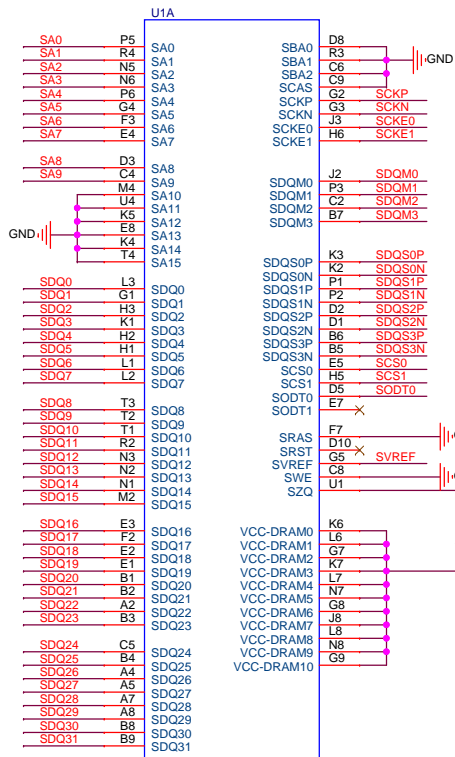 U1A
SA0 P5 SA0
SA1 R4 SA1
SA2 N5 SA2
SA3 N6 SA3
SA4 P6 SA4
SA5 G4 SA5
SA6 F3 SA6
SA7 E4 SA7
SA8 D3 SA8
SA9 C4 SA9
M4 SA10
U4 SA11
K5 SA12
GND E8 SA13
K4 SA14
T4 SA15
SDQ0 L3 SDQ0
SDQ1 G1 SDQ1
SDQ2 H3 SDQ2
SDQ3 K1 SDQ3
SDQ4 H2 SDQ4
SDQ5 H1 SDQ5
SDQ6 L1 SDQ6
SDQ7 L2 SDQ7
SDQ8 T3 SDQ8
SDQ9 T2 SDQ9
SDQ10 T1 SDQ10
SDQ11 R2 SDQ11
SDQ12 N3 SDQ12
SDQ13 N2 SDQ13
SDQ14 N1 SDQ14
SDQ15 M2 SDQ15
SDQ16 E3 SDQ16
SDQ17 F2 SDQ17
SDQ18 E2 SDQ18
SDQ19 E1 SDQ19
SDQ20 B1 SDQ20
SDQ21 B2 SDQ21
SDQ22 A2 SDQ22
SDQ23 B3 SDQ23
SDQ24 C5 SDQ24
SDQ25 B4 SDQ25
SDQ26 A4 SDQ26
SDQ27 A5 SDQ27
SDQ28 A7 SDQ28
SDQ29 A8 SDQ29
SDQ30 B8 SDQ30
SDQ31 B9 SDQ31
SBA0 D8
SBA1 R3 GND
SBA2 C6
SCAS C9
SCKP G2 SCKP
SCKN G3 SCKN
SCKE0 J3 SCKE0
SCKE1 H6 SCKE1
SDQM0 J2 SDQM0
SDQM1 P3 SDQM1
SDQM2 C2 SDQM2
SDQM3 B7 SDQM3
SDQS0P K3 SDQS0P
SDQS0N K2 SDQS0N
SDQS1P P1 SDQS1P
SDQS1N P2 SDQS1N
SDQS2P D2 SDQS2P
SDQS2N D1 SDQS2N
SDQS3P B6 SDQS3P
SDQS3N B5 SDQS3N
SCS0 E5 SCS0
SCS1 H5 SCS1
SODT0 D5 SODT0
SODT1 E7
SRAS F7
SRST D10
SVREF G5 SVREF
SWE C8
SZQ U1
VCC-DRAM0 K6
VCC-DRAM1 L6
VCC-DRAM2 G7
VCC-DRAM3 K7
VCC-DRAM4 L7
VCC-DRAM5 N7
VCC-DRAM6 G8
VCC-DRAM7 J8
VCC-DRAM8 L8
VCC-DRAM9 N8
VCC-DRAM10 G9